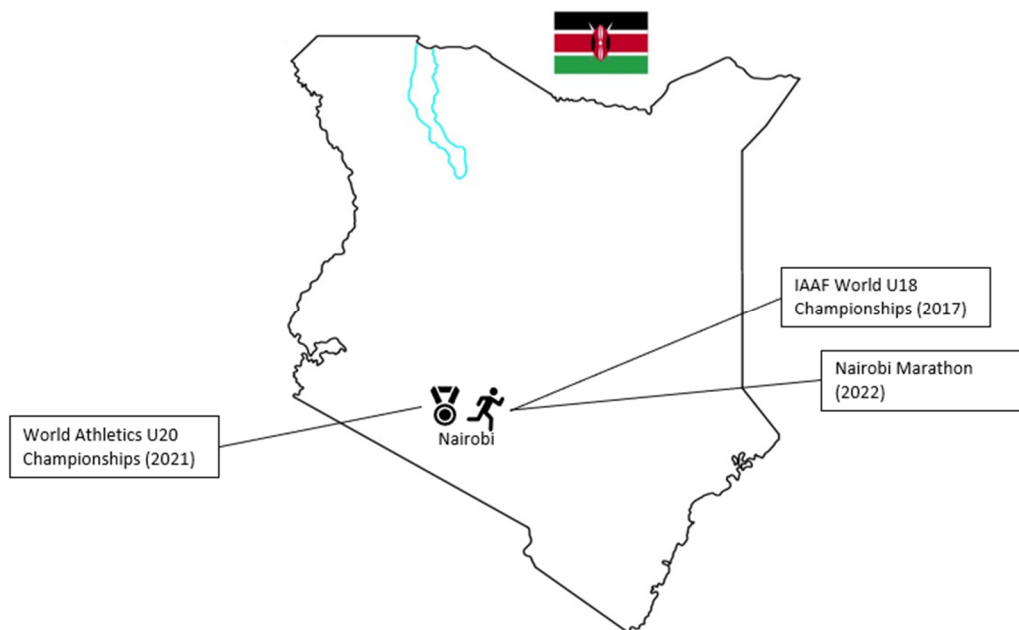 IAAF World U18
Championships (2017)
Nairobi Marathon
(2022)
World Athletics U20
Championships (2021)
Nairobi